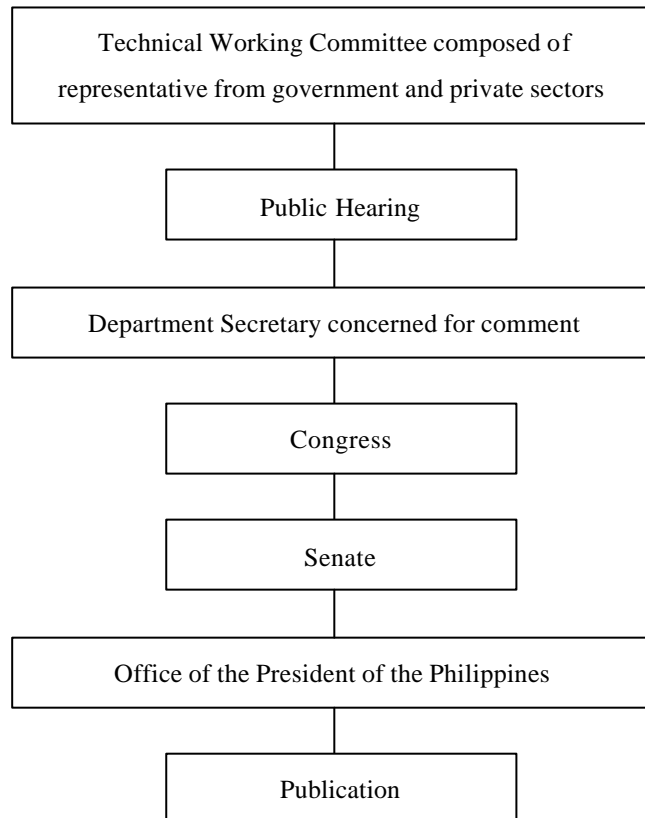 Technical Working Committee composed of
representative from government and private sectors
Public Hearing
Department Secretary concerned for comment
Congress
Senate
Office of the President of the Philippines
Publication